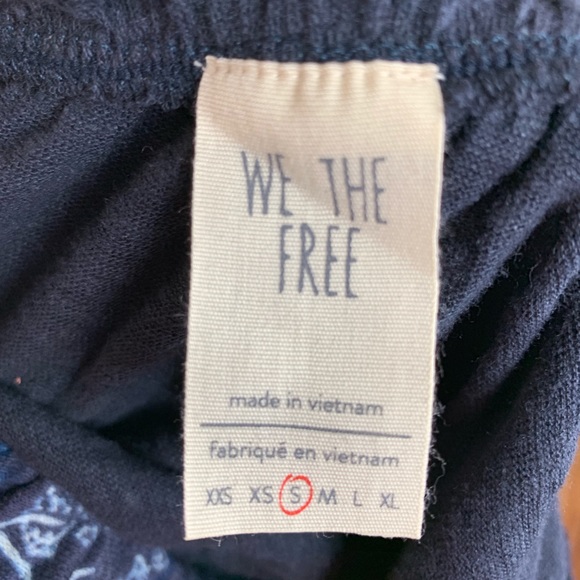 WE THE
FREE
made in vietnam
fabriqué en vietnam
XXS XS S M L XL